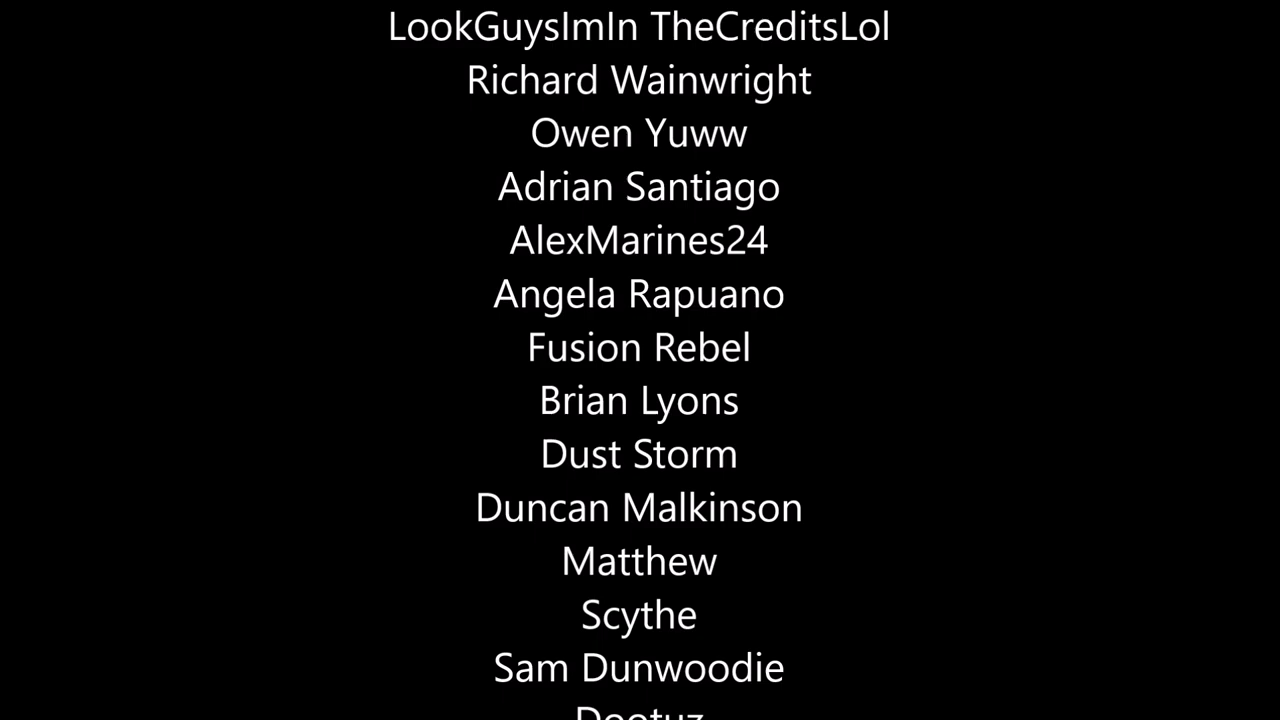 LookGuysImIn TheCreditsLol
Richard Wainwright
Owen Yuww
Adrian Santiago
AlexMarines24
Angela Rapuano
Fusion Rebel
Brian Lyons
Dust Storm
Duncan Malkinson
Matthew
Scythe
Sam Dunwoodie